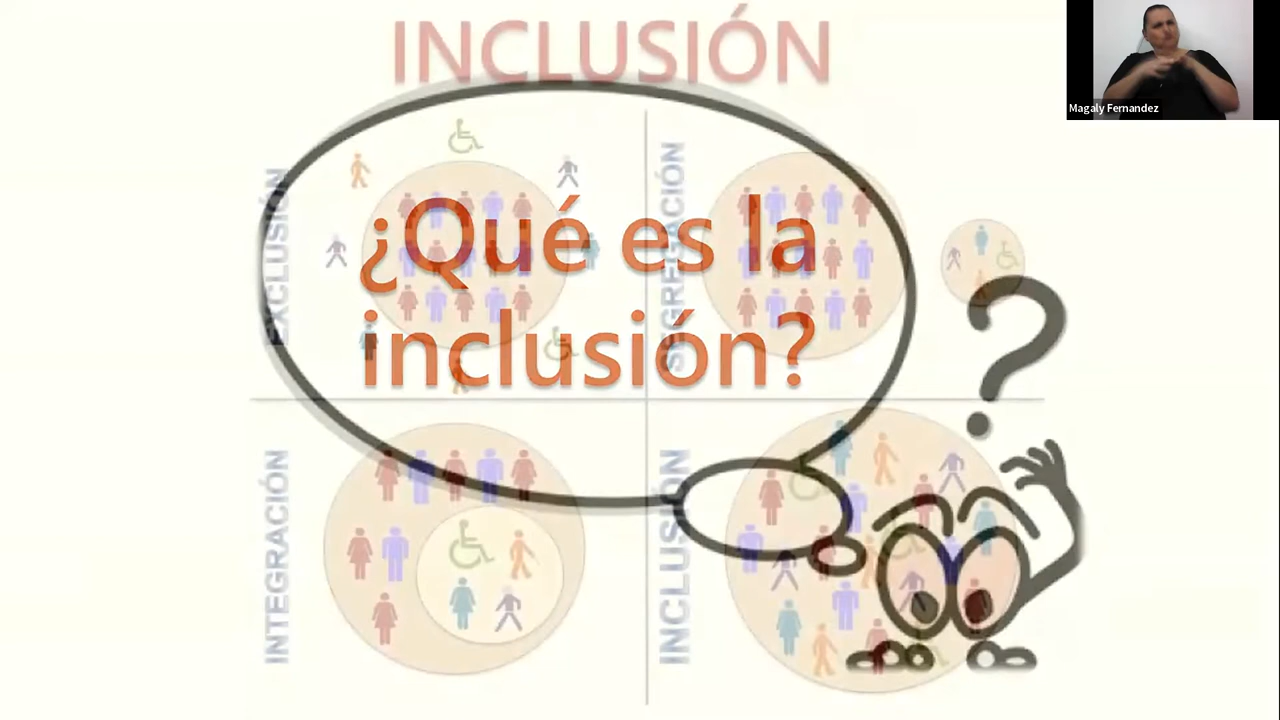 INCLUSIÓN
Magaly Fernandez
EXCLUSIÓN
SEGREGACIÓN
¿Qué es la
inclusión?
?
INTEGRACIÓN
INCLUSIÓN